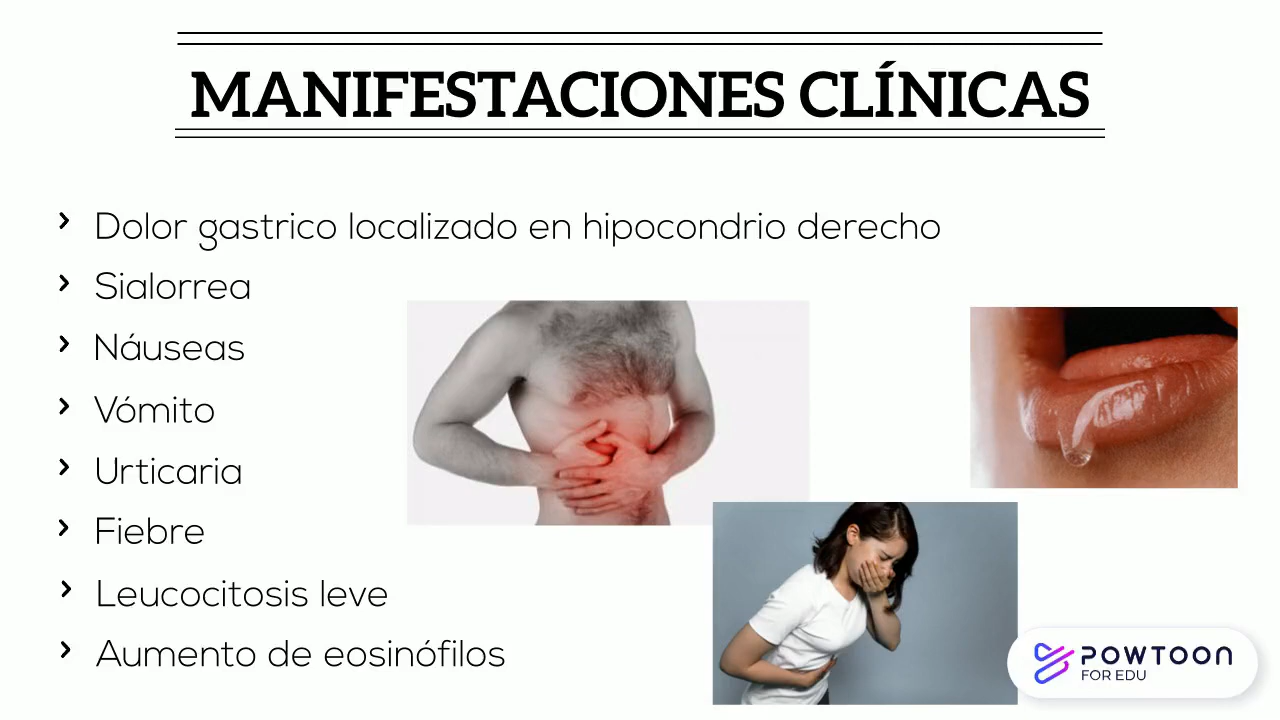 MANIFESTACIONES CLÍNICAS
Dolor gastrico localizado en hipocondrio derecho
Sialorrea
Náuseas
Vómito
Urticaria
Fiebre
Leucocitosis leve
Aumento de eosinófilos
POWTOON
FOR EDU